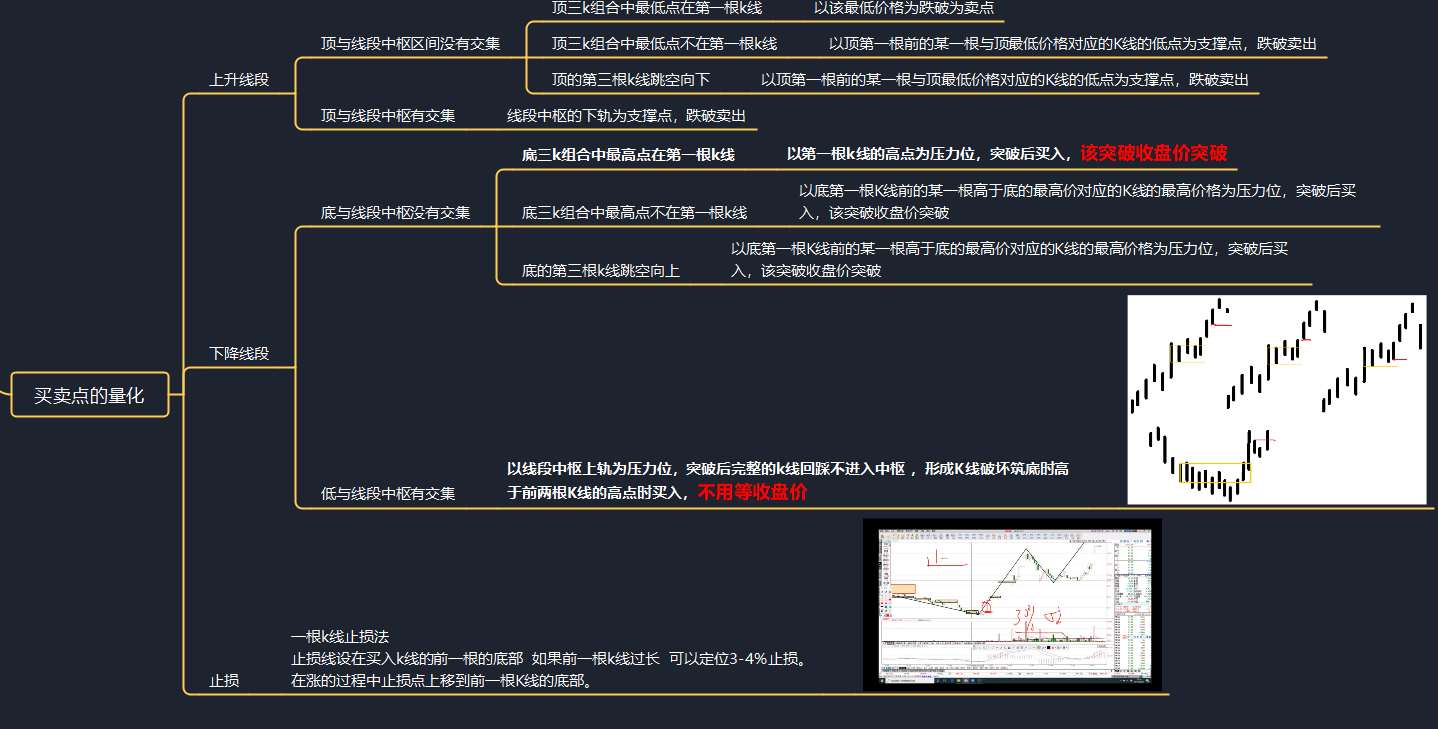 买卖点的量化
上升线段
顶与线段中枢区间没有交集
顶三k组合中最低点在第一根k线
以该最低价格为跌破为卖点
顶三k组合中最低点不在第一根k线
以顶第一根前的某一根与顶最低价格对应的K线的低点为支撑点，跌破卖出
顶的第三根k线跳空向下
以顶第一根前的某一根与顶最低价格对应的K线的低点为支撑点，跌破卖出
顶与线段中枢有交集
线段中枢的下轨为支撑点，跌破卖出
下降线段
底与线段中枢没有交集
底三k组合中最高点在第一根k线
以第一根k线的高点为压力位，突破后买入，该突破收盘价突破
底三k组合中最高点不在第一根k线
以底第一根K线前的某一根高于底的最高价对应的K线的最高价格为压力位，突破后买
入，该突破收盘价突破
底的第三根k线跳空向上
以底第一根K线前的某一根高于底的最高价对应的K线的最高价格为压力位，突破后买
入，该突破收盘价突破
低与线段中枢有交集
以线段中枢上轨为压力位，突破后完整的k线回踩不进入中枢 ，形成K线破坏筑底时高
于前两根K线的高点时买入，不用等收盘价
止损
一根k线止损法
止损线设在买入k线的前一根的底部 如果前一根k线过长 可以定位3-4%止损。
在涨的过程中止损点上移到前一根K线的底部。